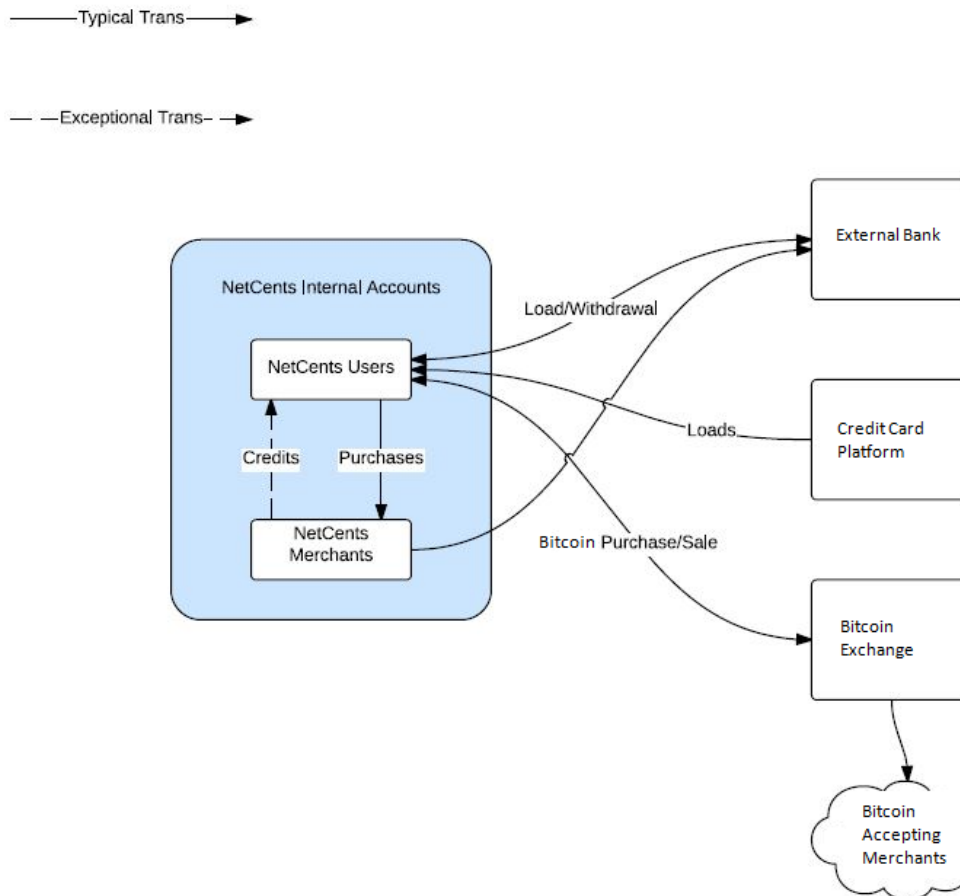 Typical Trans
Exceptional Trans
External Bank
NetCents Internal Accounts
Load/Withdrawal
NetCents Users
Credit Card
Platform
Loads
Credits
Purchases
NetCents
Merchants
Bitcoin Purchase/Sale
Bitcoin
Exchange
Bitcoin
Accepting
Merchants